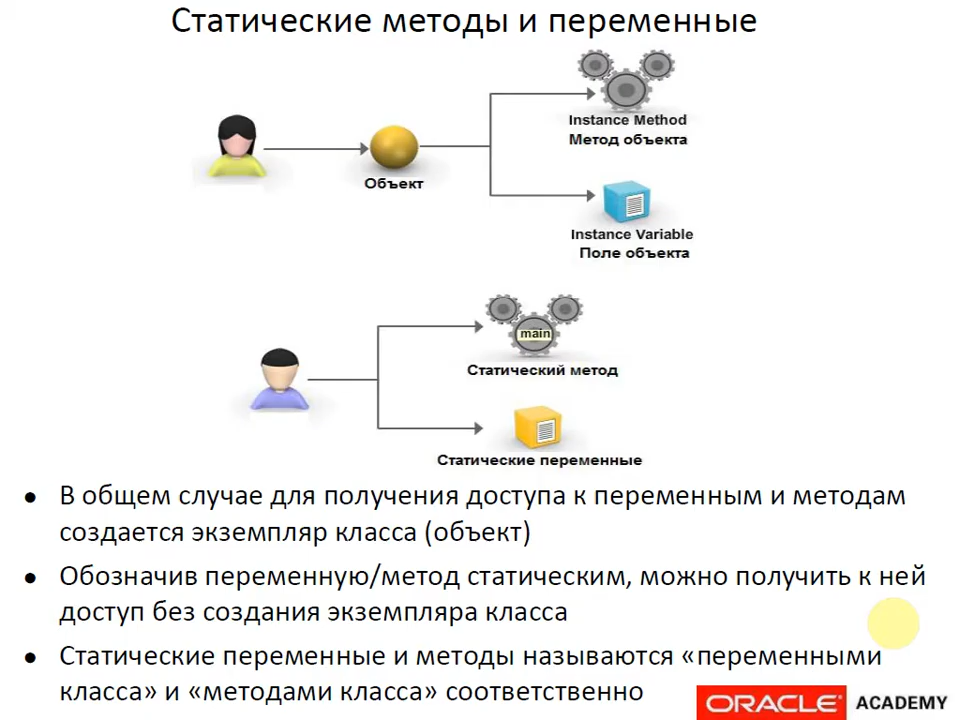 Статические методы и переменные
Instance Method
Метод объекта
Объект
Instance Variable
Поле объекта
main
Статический метод
Статические переменные
● В общем случае для получения доступа к переменным и методам
создается экземпляр класса (объект)
● Обозначив переменную/метод статическим, можно получить к ней
доступ без создания экземпляра класса
● Статические переменные и методы называются «переменными
класса» и «методами класса» соответственно
ORACLE ACADEMY